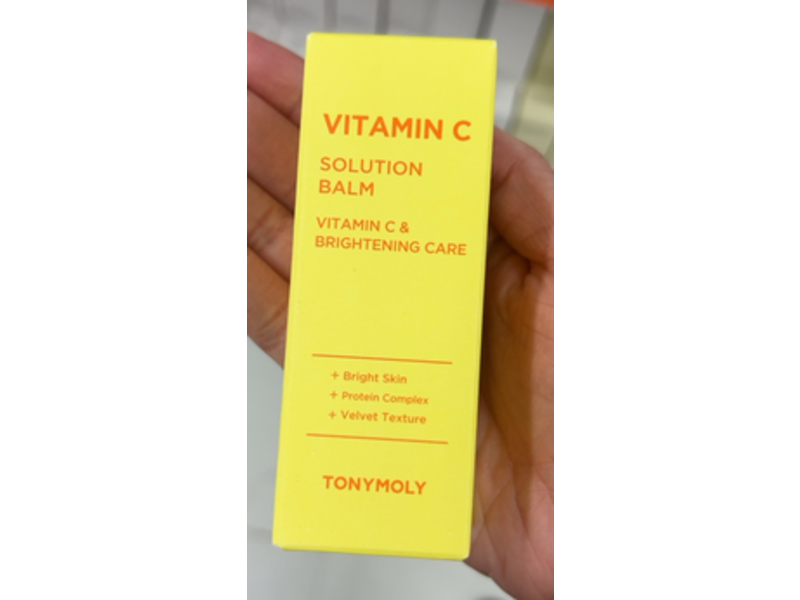 VITAMIN C
SOLUTION
BALM
VITAMIN C &
BRIGHTENING CARE
+ Bright Skin
+ Protein Complex
+ Velvet Texture
TONYMOLY